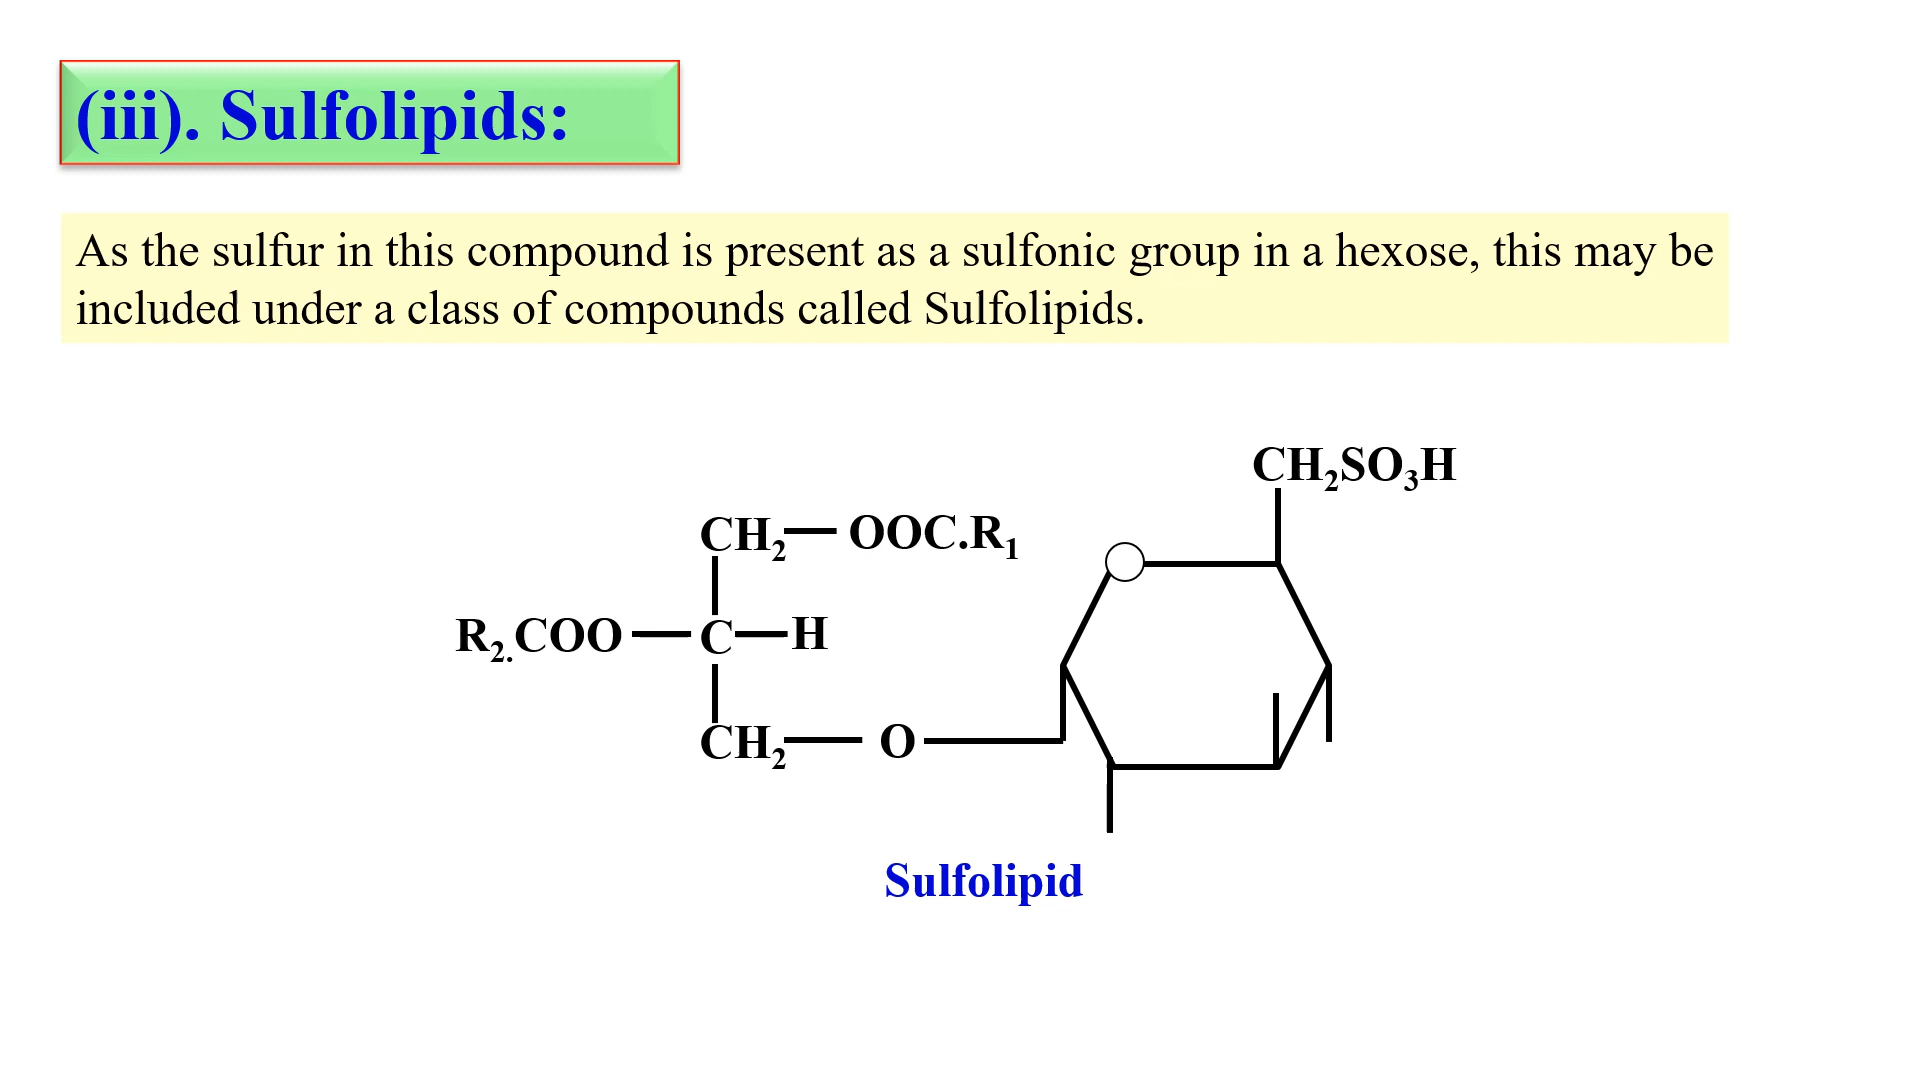 (iii). Sulfolipids:
As the sulfur in this compound is present as a sulfonic group in a hexose, this may be
included under a class of compounds called Sulfolipids.
CH₂SO₃H
CH₂ OOC.R₁
R₂.COO C H
CH₂ O
Sulfolipid